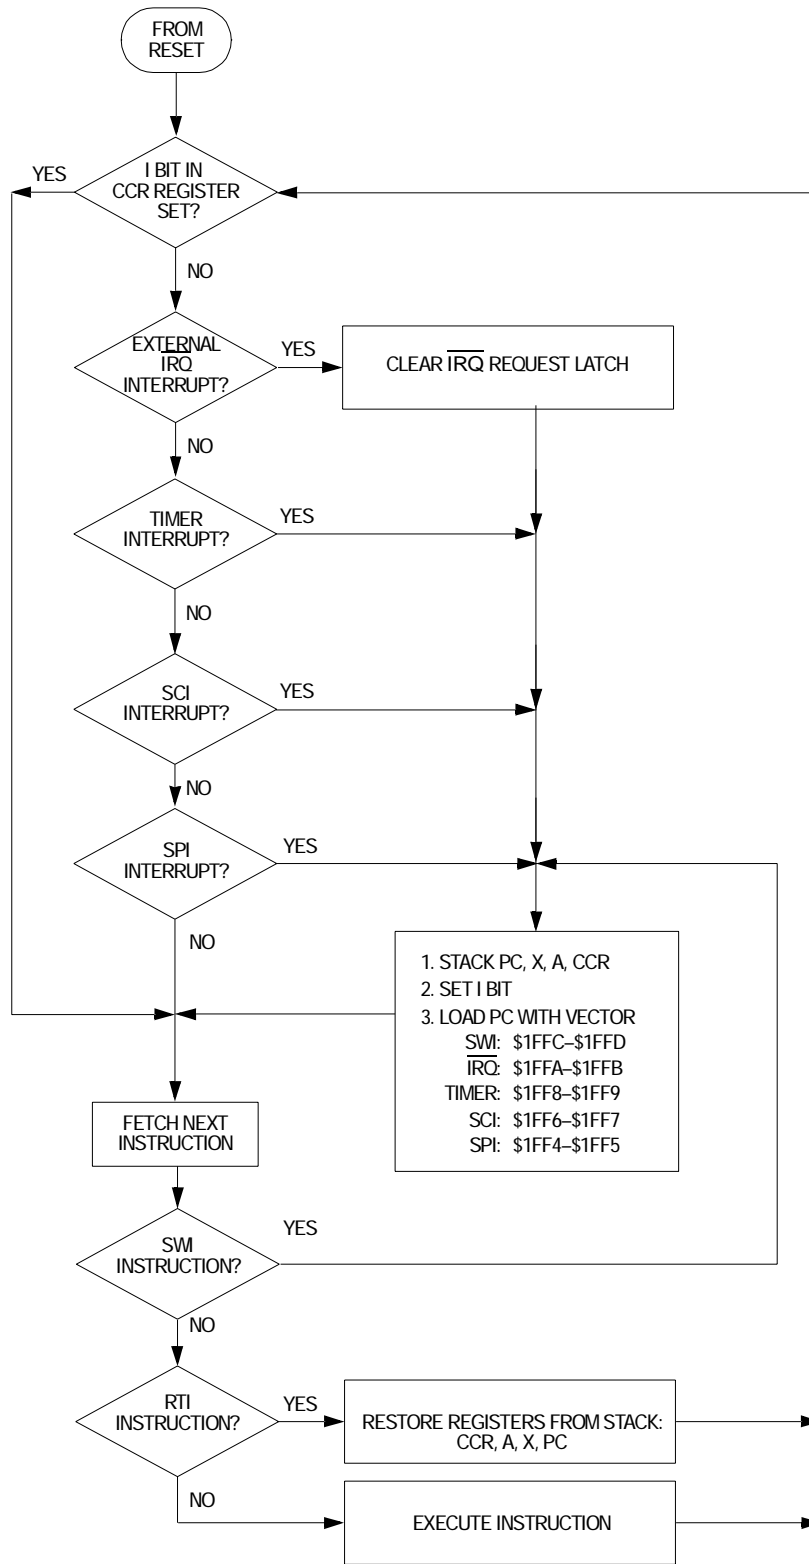 FROM
RESET
I BIT IN
CCR REGISTER
SET?
YES
NO
EXTERNAL
IRQ
INTERRUPT?
YES
CLEAR IRQ REQUEST LATCH
NO
TIMER
INTERRUPT?
YES
NO
SCI
INTERRUPT?
YES
NO
SPI
INTERRUPT?
YES
NO
1. STACK PC, X, A, CCR
2. SET I BIT
3. LOAD PC WITH VECTOR
SWI: $1FFC–$1FFD
IRQ: $1FFA–$1FFB
TIMER: $1FF8–$1FF9
SCI: $1FF6–$1FF7
SPI: $1FF4–$1FF5
FETCH NEXT
INSTRUCTION
SWI
INSTRUCTION?
YES
NO
RTI
INSTRUCTION?
YES
RESTORE REGISTERS FROM STACK:
CCR, A, X, PC
NO
EXECUTE INSTRUCTION